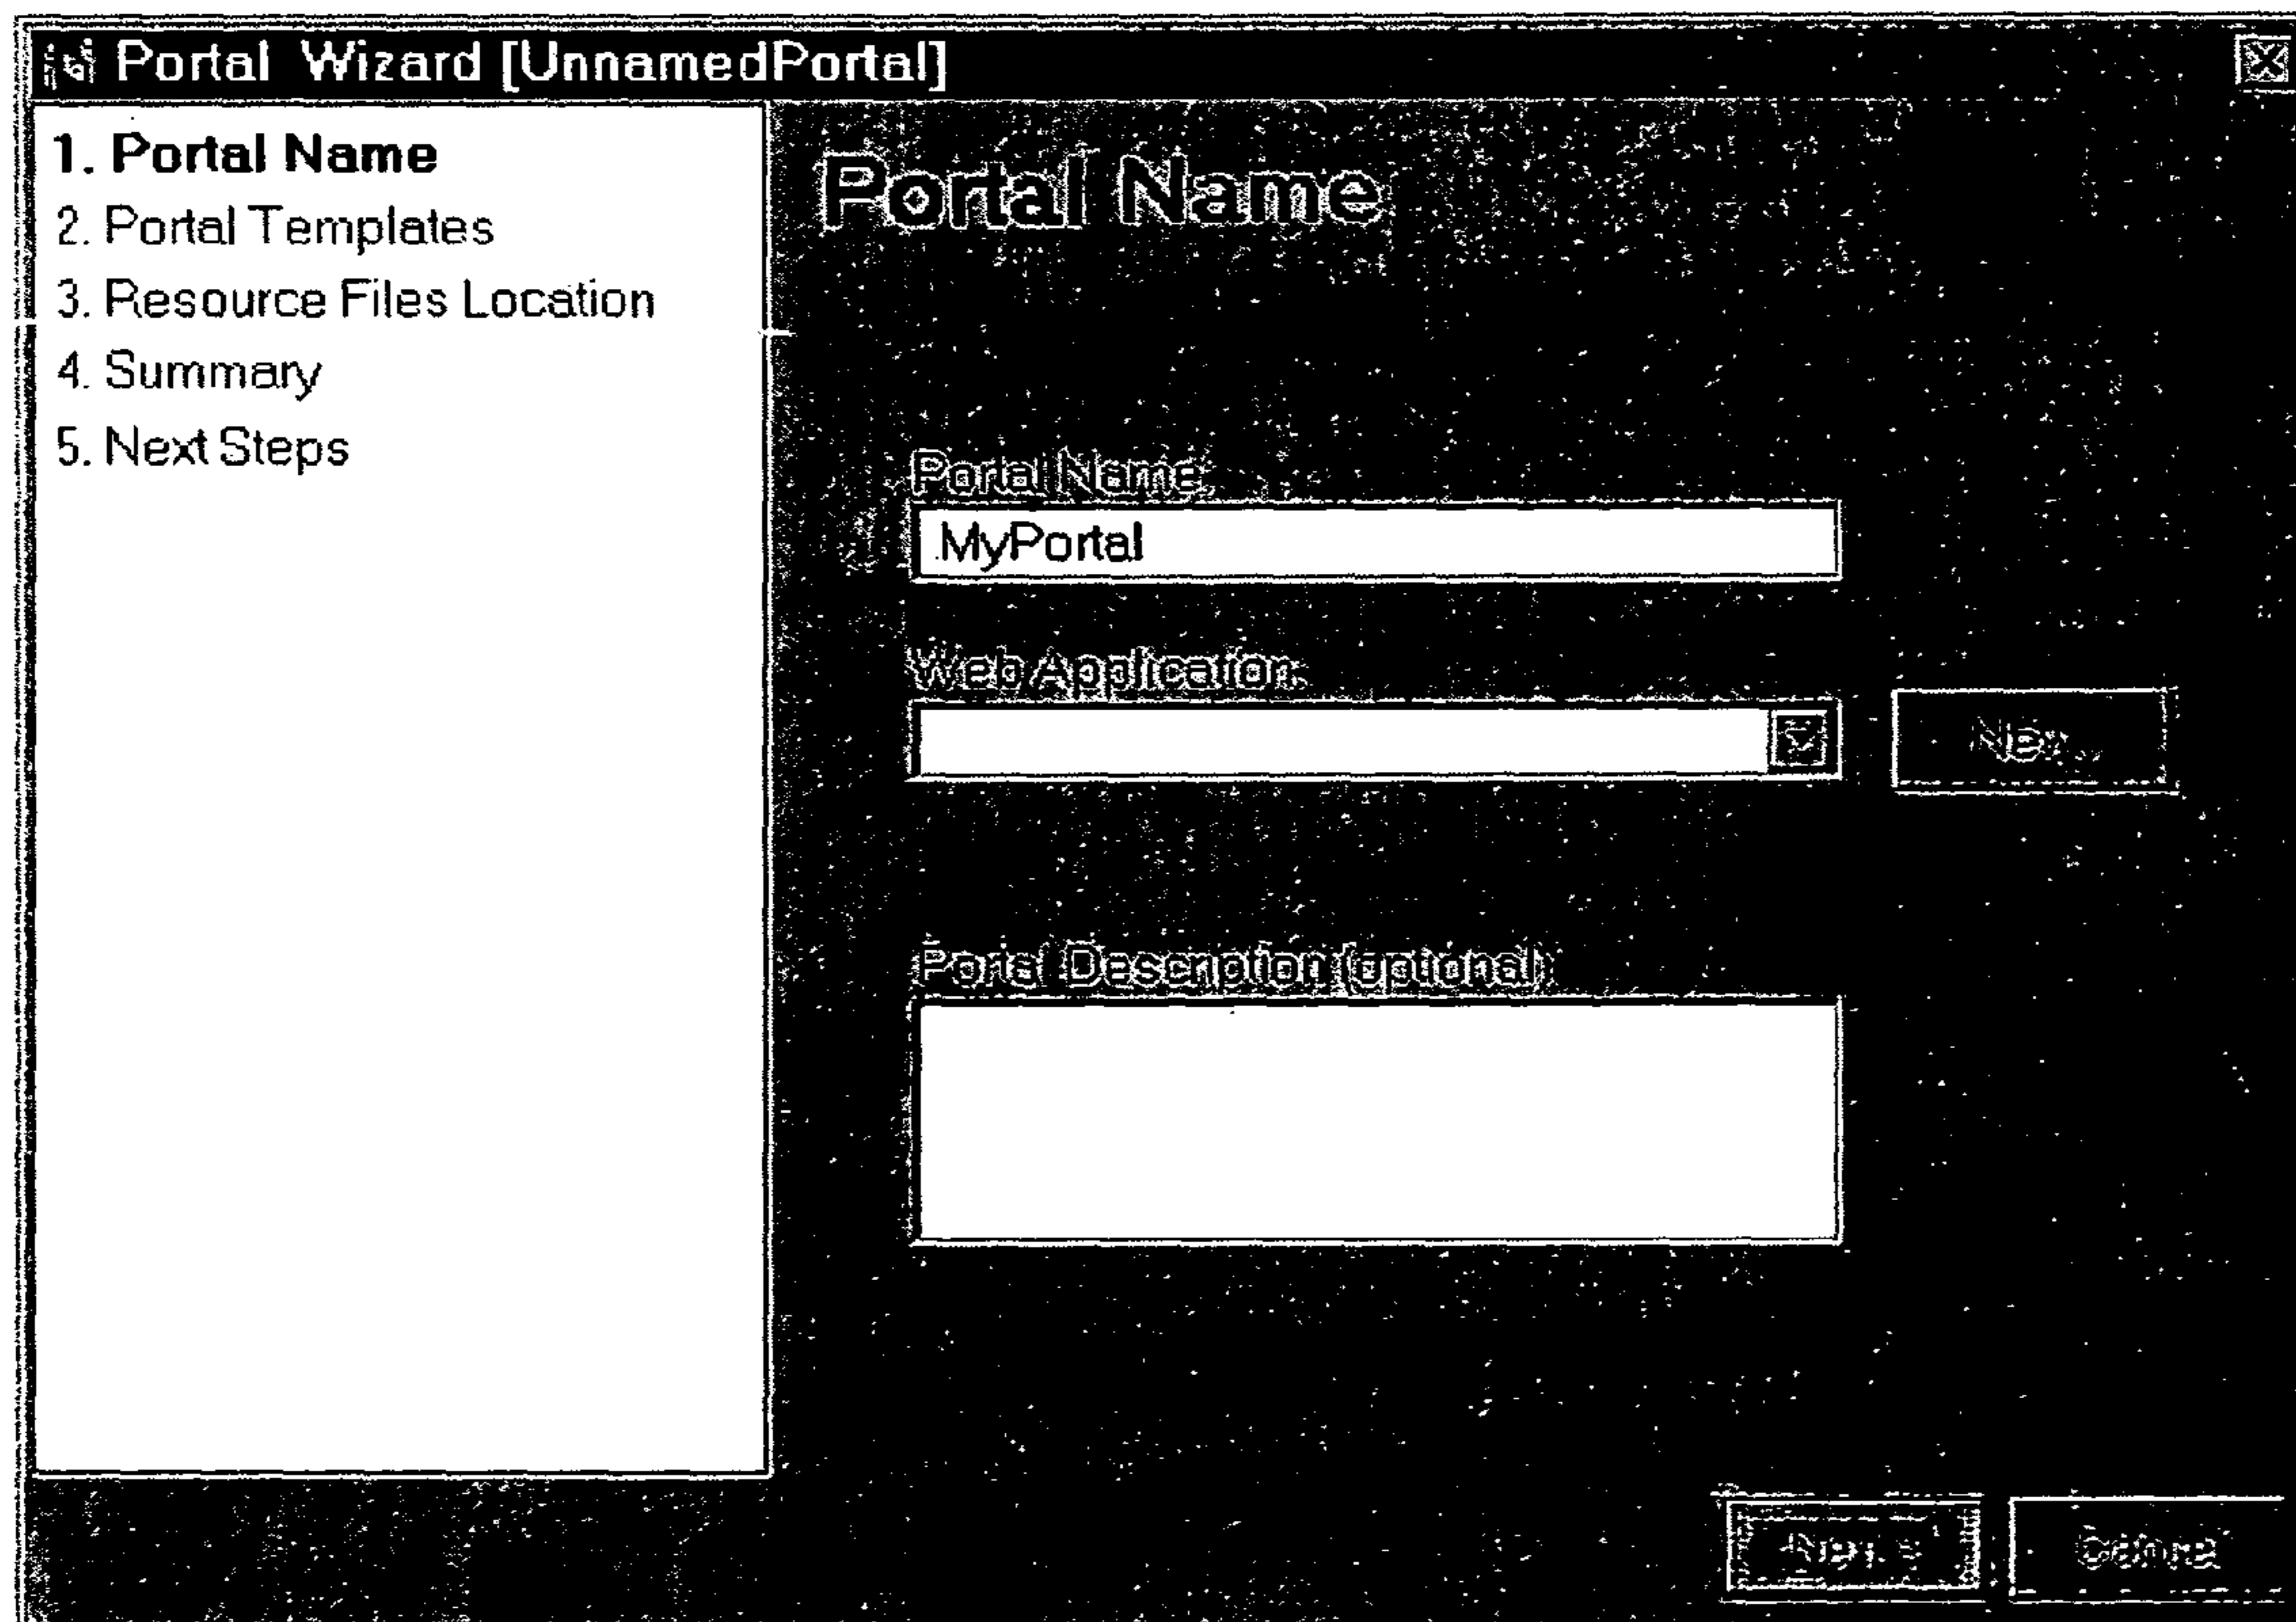 Portal Wizard [UnnamedPortal]
1. Portal Name
2. Portal Templates
3. Resource Files Location
4. Summary
5. Next Steps
Portal Name
Portal Name
MyPortal
Web Application
Portal Description (optional)
Cancel